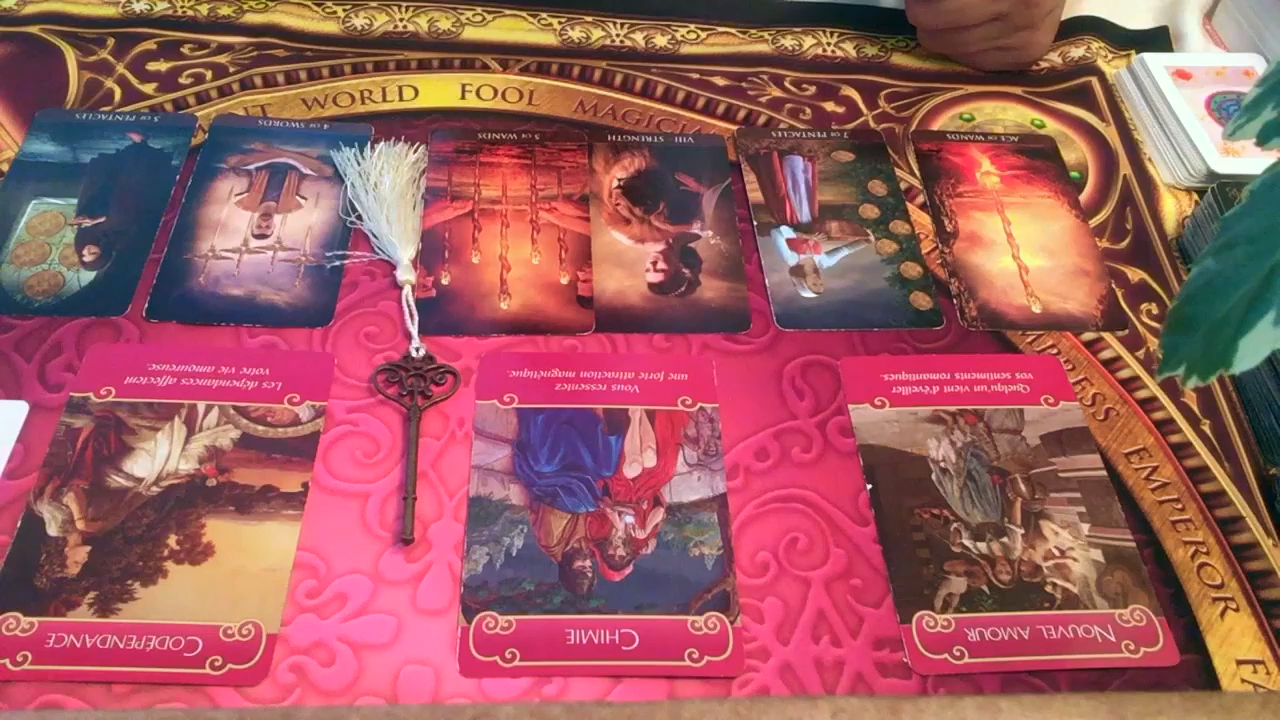 WORLD FOOL MAGICI
5 OF PENTACLES
4 OF SWORDS
5 OF WANDS
VIII STRENGTH
7 OF PENTACLES
ACE OF WANDS
Les dépendances affectent
votre vie amoureuse.
CODÉPENDANCE
Vous ressentez
une forte attraction magnétique.
CHIMIE
Quelqu'un vient d'éveiller
vos sentiments romantiques.
NOUVEL AMOUR
RESS EMPEROR